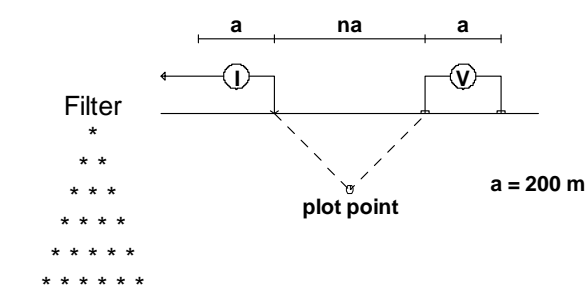 a na a
I V
Filter
*
* *
* * *
* * * *
* * * * *
* * * * * *
a = 200 m
plot point